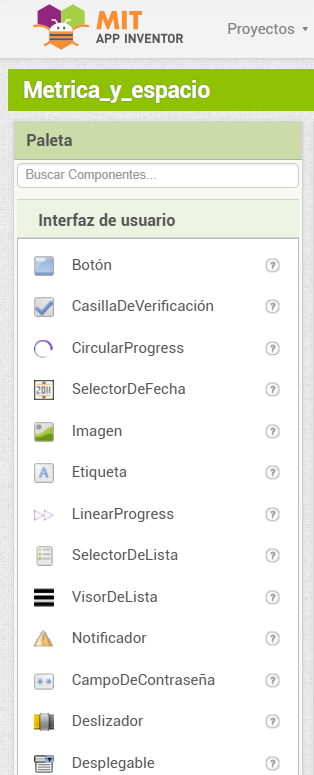 MIT
APP INVENTOR
Proyectos
Metrica_y_espacio
Paleta
Buscar Componentes...
Interfaz de usuario
Botón
CasillaDeVerificación
CircularProgress
2011
SelectorDeFecha
Imagen
A
Etiqueta
LinearProgress
SelectorDeLista
VisorDeLista
Notificador
CampoDeContraseña
Deslizador
Desplegable